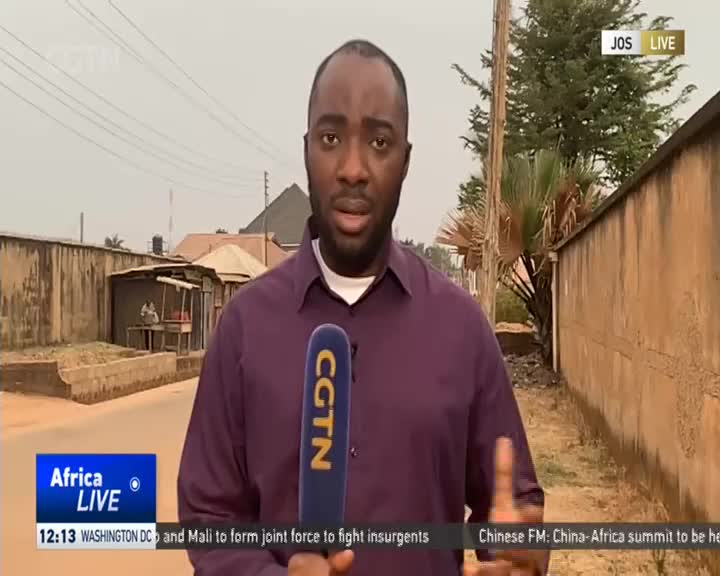 CGTN
JOS LIVE
CGTN
Africa
LIVE
12:13 WASHINGTON DC
o and Mali to form joint force to fight insurgents Chinese FM: China-Africa summit to be he